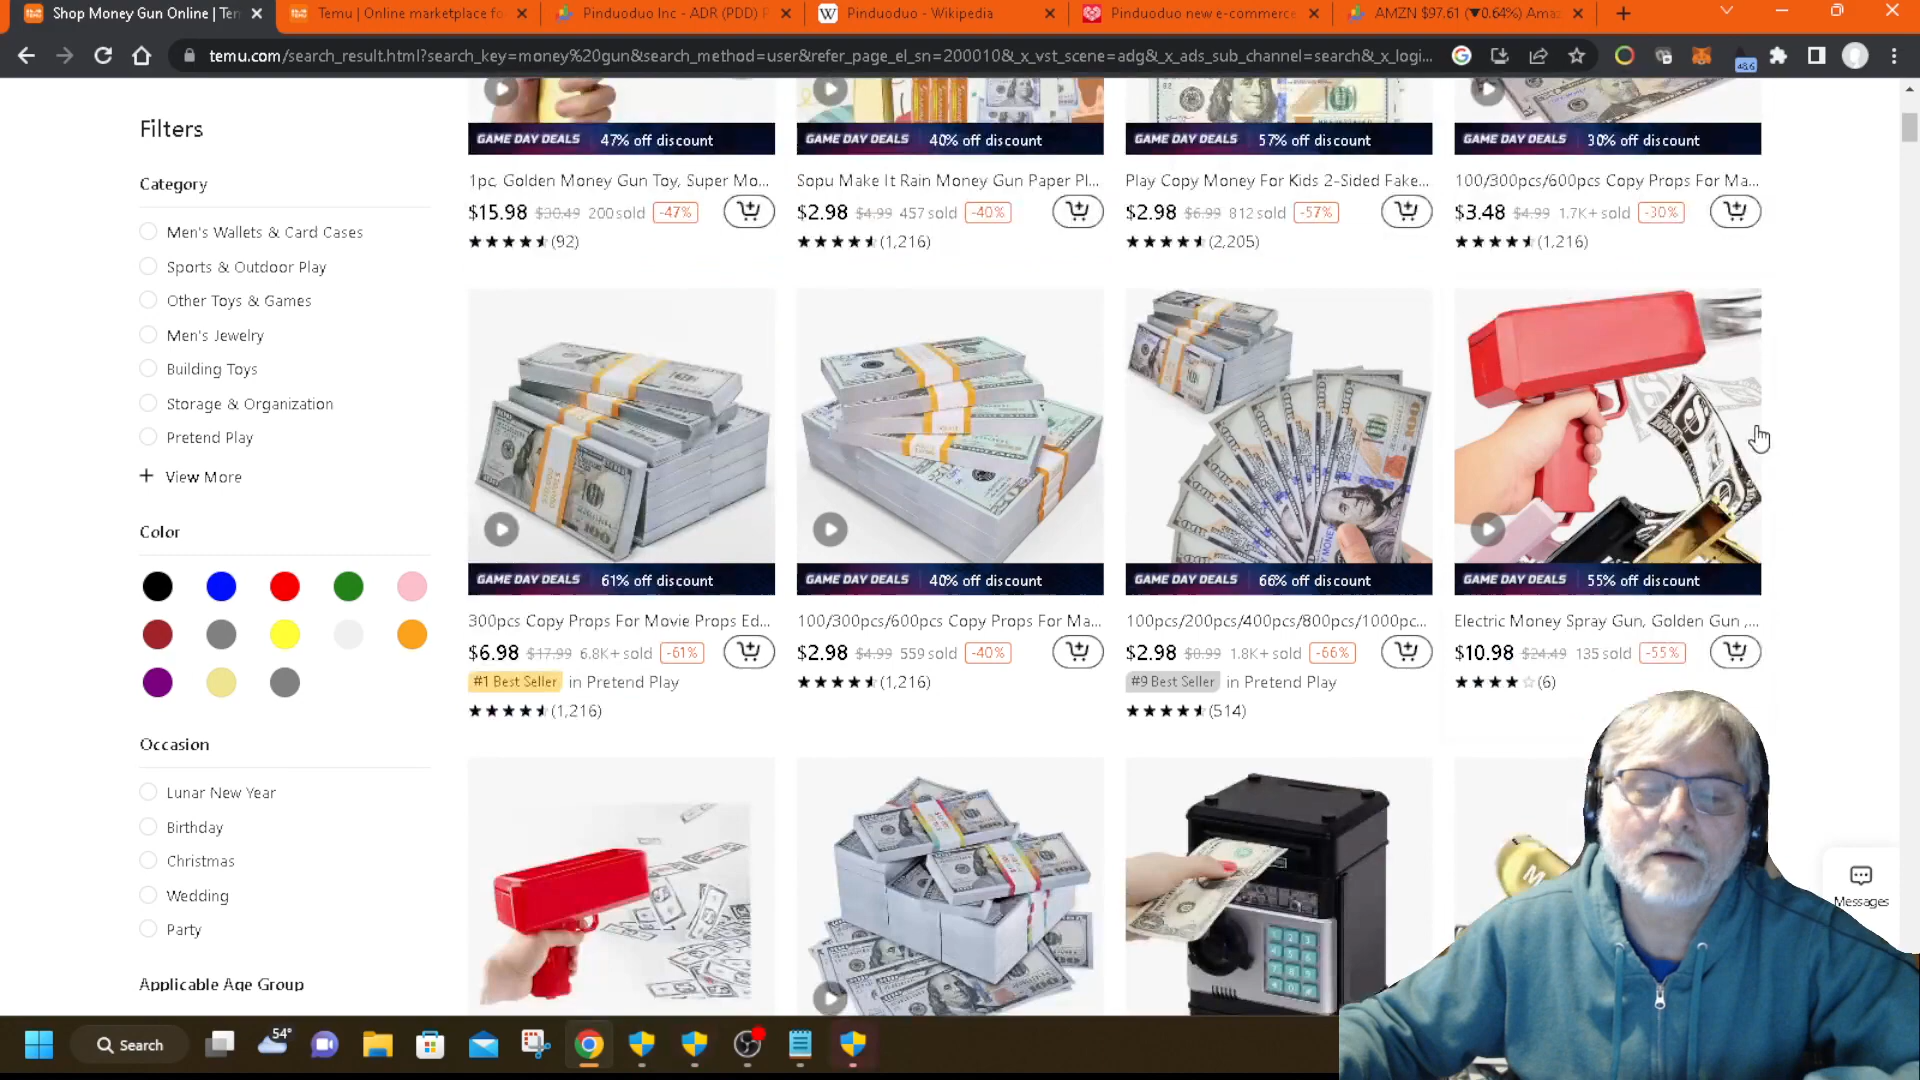 Shop Money Gun Online | Tem
Temu | Online marketplace fo
Pinduoduo Inc - ADR (PDD) P
Pinduoduo - Wikipedia
Pinduoduo new e-commerce
AMZN $97.61 (▼0.64%) Amaz
temu.com/search_result.html?search_key=money%20gun&search_method=user&refer_page_el_sn=200010&_x_vst_scene=adg&_x_ads_sub_channel=search&_x_logi...
Filters
Category
Men's Wallets & Card Cases
Sports & Outdoor Play
Other Toys & Games
Men's Jewelry
Building Toys
Storage & Organization
Pretend Play
+ View More
Color
Occasion
Lunar New Year
Birthday
Christmas
Wedding
Party
Applicable Age Group
GAME DAY DEALS 47% off discount
1pc, Golden Money Gun Toy, Super Mo...
$15.98 $30.49 200 sold -47%
(92)
GAME DAY DEALS 40% off discount
Sopu Make It Rain Money Gun Paper Pl...
$2.98 $4.99 457 sold -40%
(1,216)
GAME DAY DEALS 57% off discount
Play Copy Money For Kids 2-Sided Fake...
$2.98 $6.99 812 sold -57%
(2,205)
GAME DAY DEALS 30% off discount
100/300pcs/600pcs Copy Props For Ma...
$3.48 $4.99 1.7K+ sold -30%
(1,216)
GAME DAY DEALS 61% off discount
300pcs Copy Props For Movie Props Ed...
$6.98 $17.99 6.8K+ sold -61%
#1 Best Seller in Pretend Play
(1,216)
GAME DAY DEALS 40% off discount
100/300pcs/600pcs Copy Props For Ma...
$2.98 $4.99 559 sold -40%
(1,216)
GAME DAY DEALS 66% off discount
100pcs/200pcs/400pcs/800pcs/1000pc...
$2.98 1.8K+ sold -66%
#9 Best Seller in Pretend Play
(514)
GAME DAY DEALS 55% off discount
Electric Money Spray Gun, Golden Gun ,...
$10.98 $24.49 135 sold -55%
(6)
Messages
54°
Search